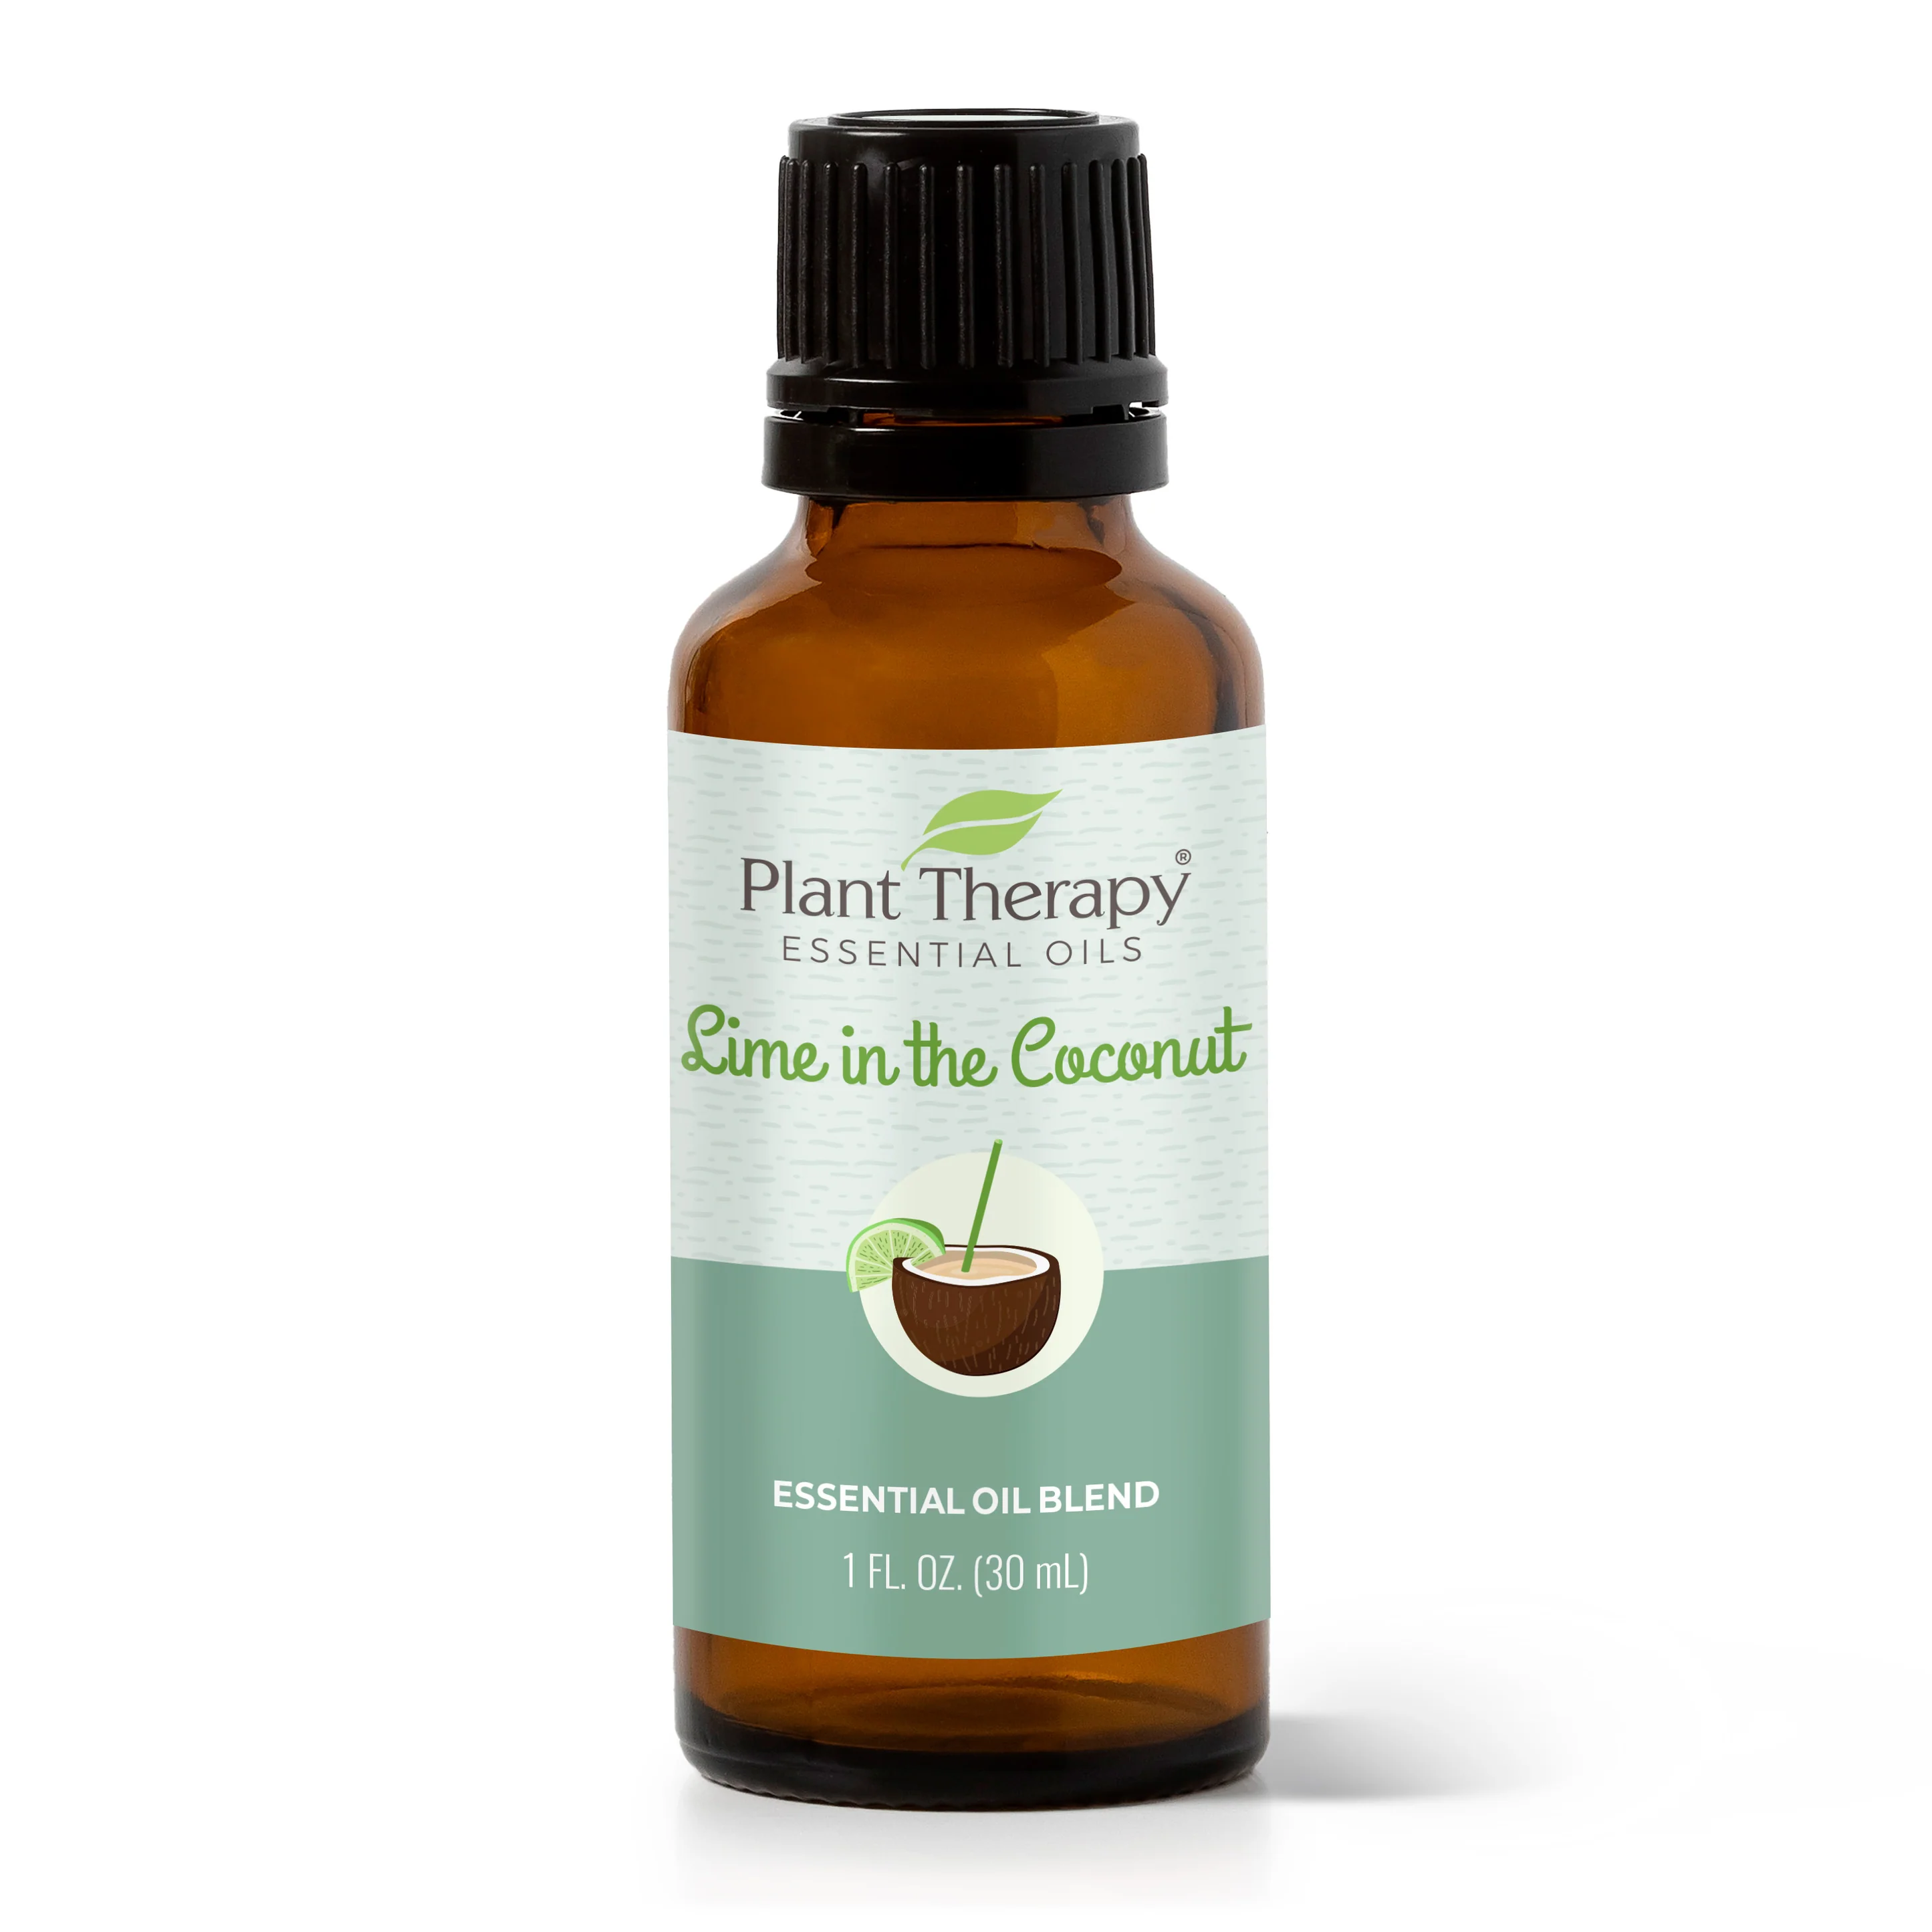 Plant Therapy®
ESSENTIAL OILS
Lime in the Coconut
ESSENTIAL OIL BLEND
1 FL. OZ. (30 mL)